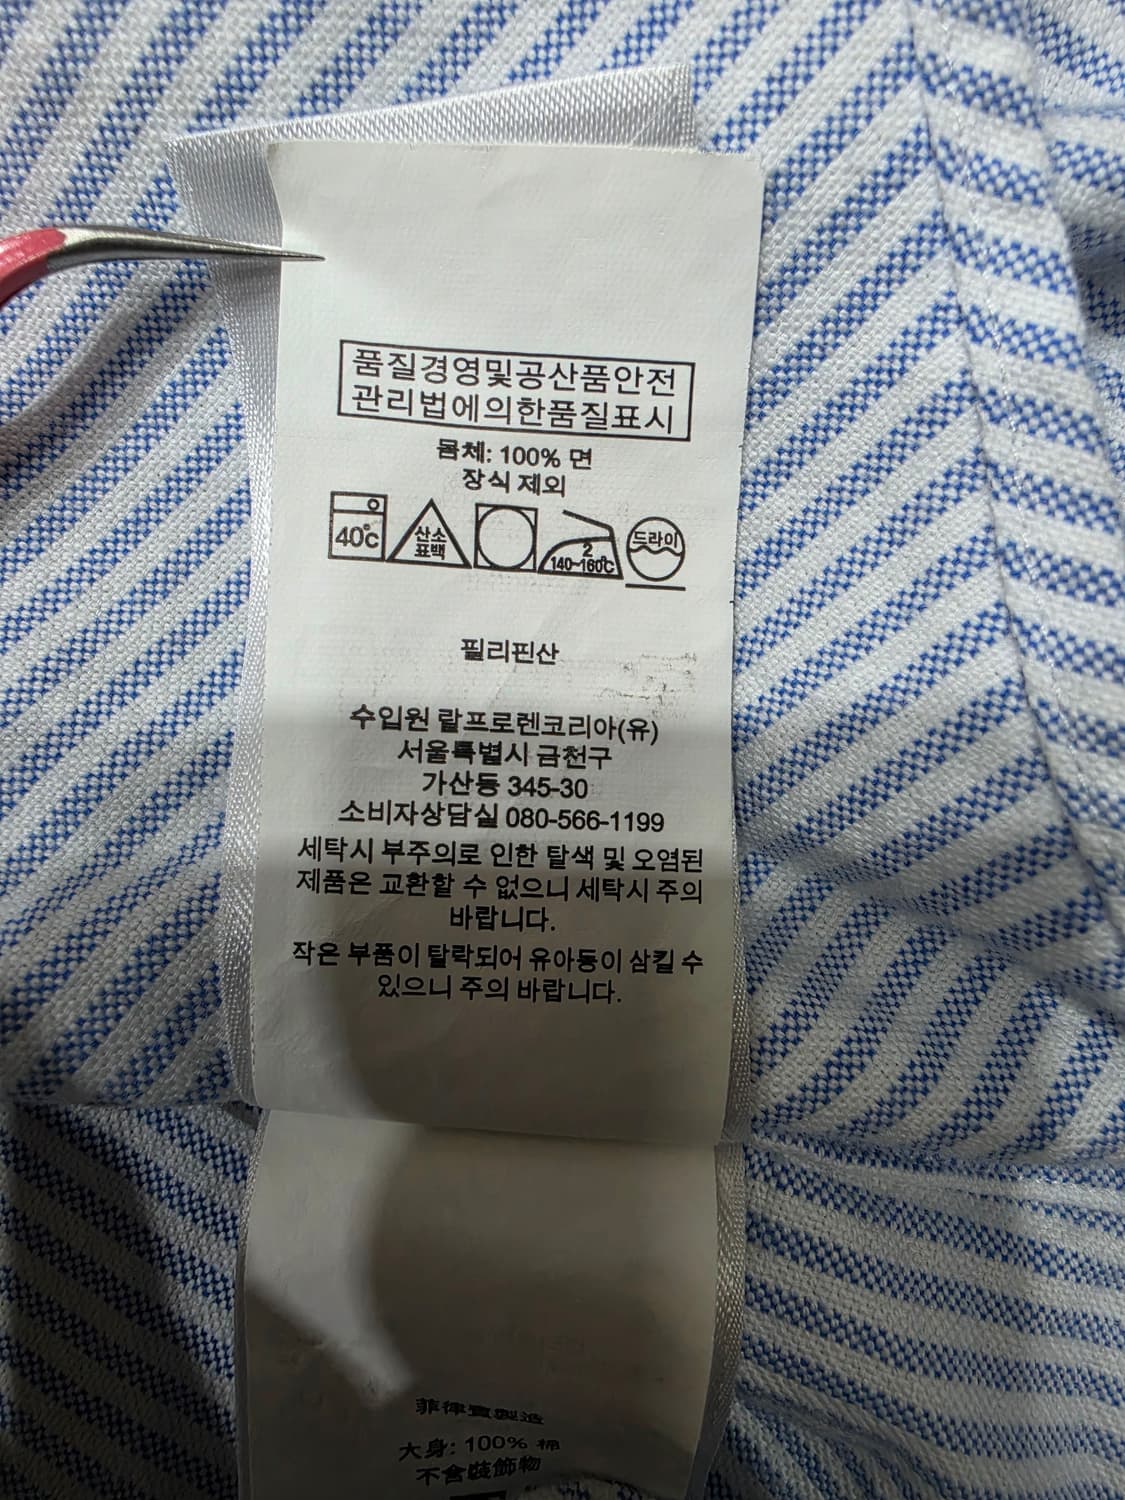 품질경영및공산품안전
관리법에의한품질표시
몸체: 100% 면
장식 제외
40℃
산소
표백
2
140~160℃
드라이
필리핀산
수입원 랄프로렌코리아(유)
서울특별시 금천구
가산동 345-30
소비자상담실 080-566-1199
세탁시 부주의로 인한 탈색 및 오염된
제품은 교환할 수 없으니 세탁시 주의
바랍니다.
작은 부품이 탈락되어 유아동이 삼킬 수
있으니 주의 바랍니다.
菲律賓製造
大身: 100% 棉
不含裝飾物